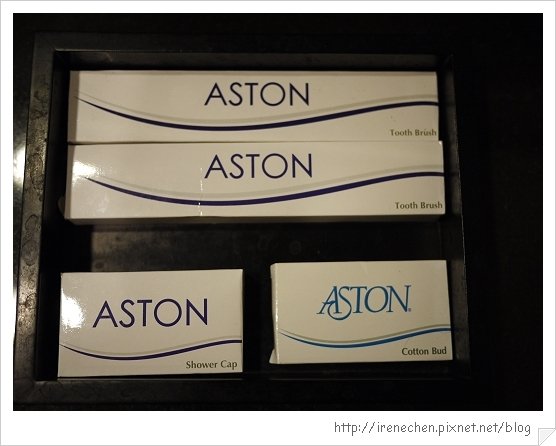 ASTON
Tooth Brush
ASTON
Tooth Brush
ASTON
Shower Cap
ASTON®
Cotton Bud
http://irenechen.pixnet.net/blog